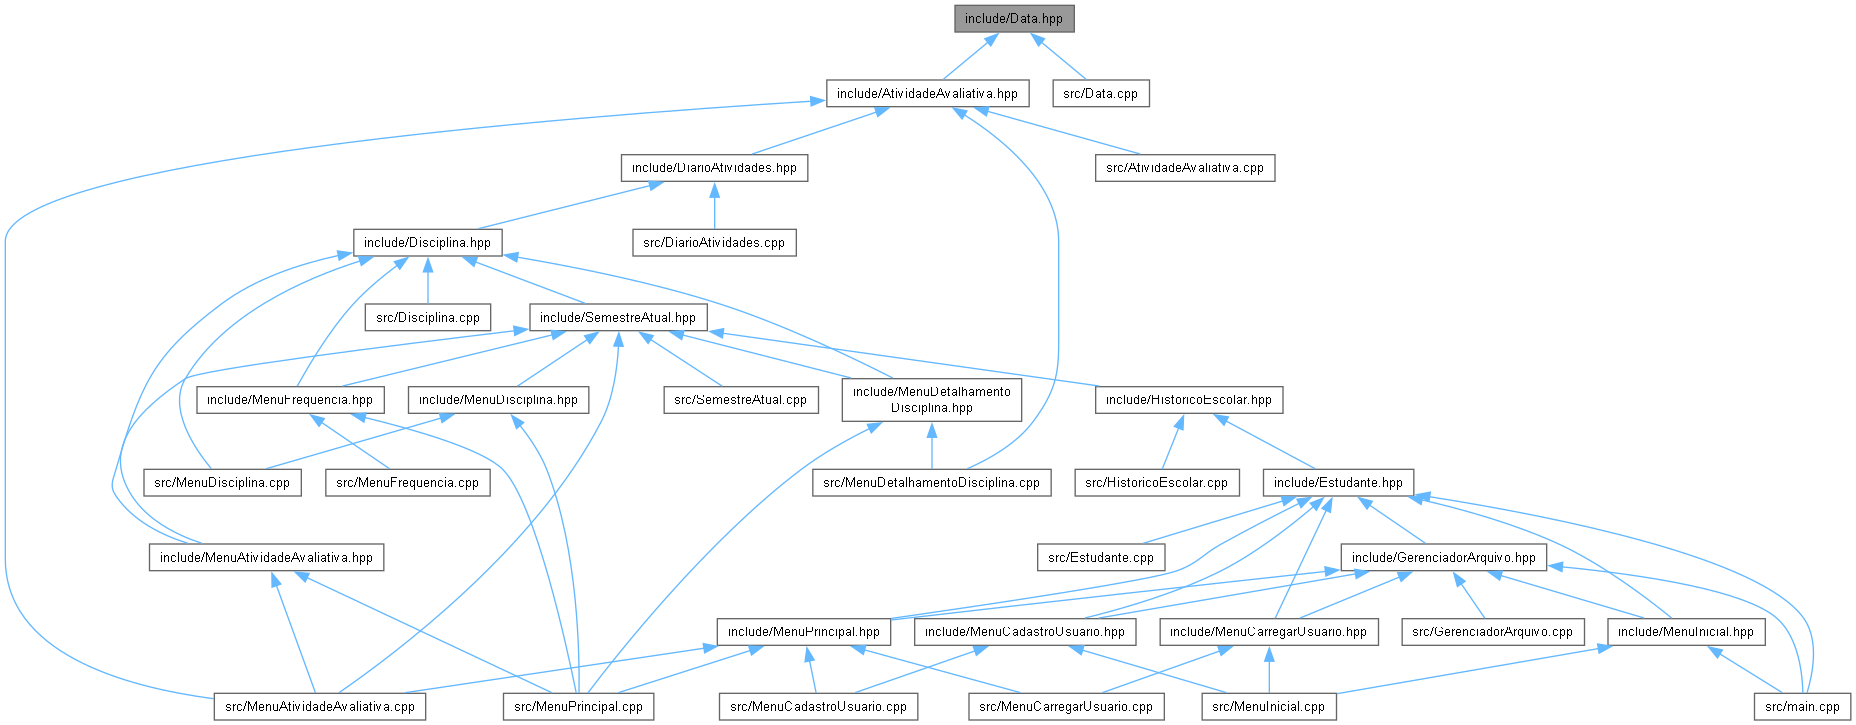 include/Data.hpp
include/AtividadeAvaliativa.hpp
src/Data.cpp
include/DiarioAtividades.hpp
src/AtividadeAvaliativa.cpp
include/Disciplina.hpp
src/DiarioAtividades.cpp
src/Disciplina.cpp
include/SemestreAtual.hpp
include/MenuFrequencia.hpp
include/MenuDisciplina.hpp
src/SemestreAtual.cpp
include/MenuDetalhamento
Disciplina.hpp
include/HistoricoEscolar.hpp
src/MenuDisciplina.cpp
src/MenuFrequencia.cpp
src/MenuDetalhamentoDisciplina.cpp
src/HistoricoEscolar.cpp
include/Estudante.hpp
include/MenuAtividadeAvaliativa.hpp
src/Estudante.cpp
include/GerenciadorArquivo.hpp
include/MenuPrincipal.hpp
include/MenuCadastroUsuario.hpp
include/MenuCarregarUsuario.hpp
src/GerenciadorArquivo.cpp
include/MenuInicial.hpp
src/MenuAtividadeAvaliativa.cpp
src/MenuPrincipal.cpp
src/MenuCadastroUsuario.cpp
src/MenuCarregarUsuario.cpp
src/MenuInicial.cpp
src/main.cpp